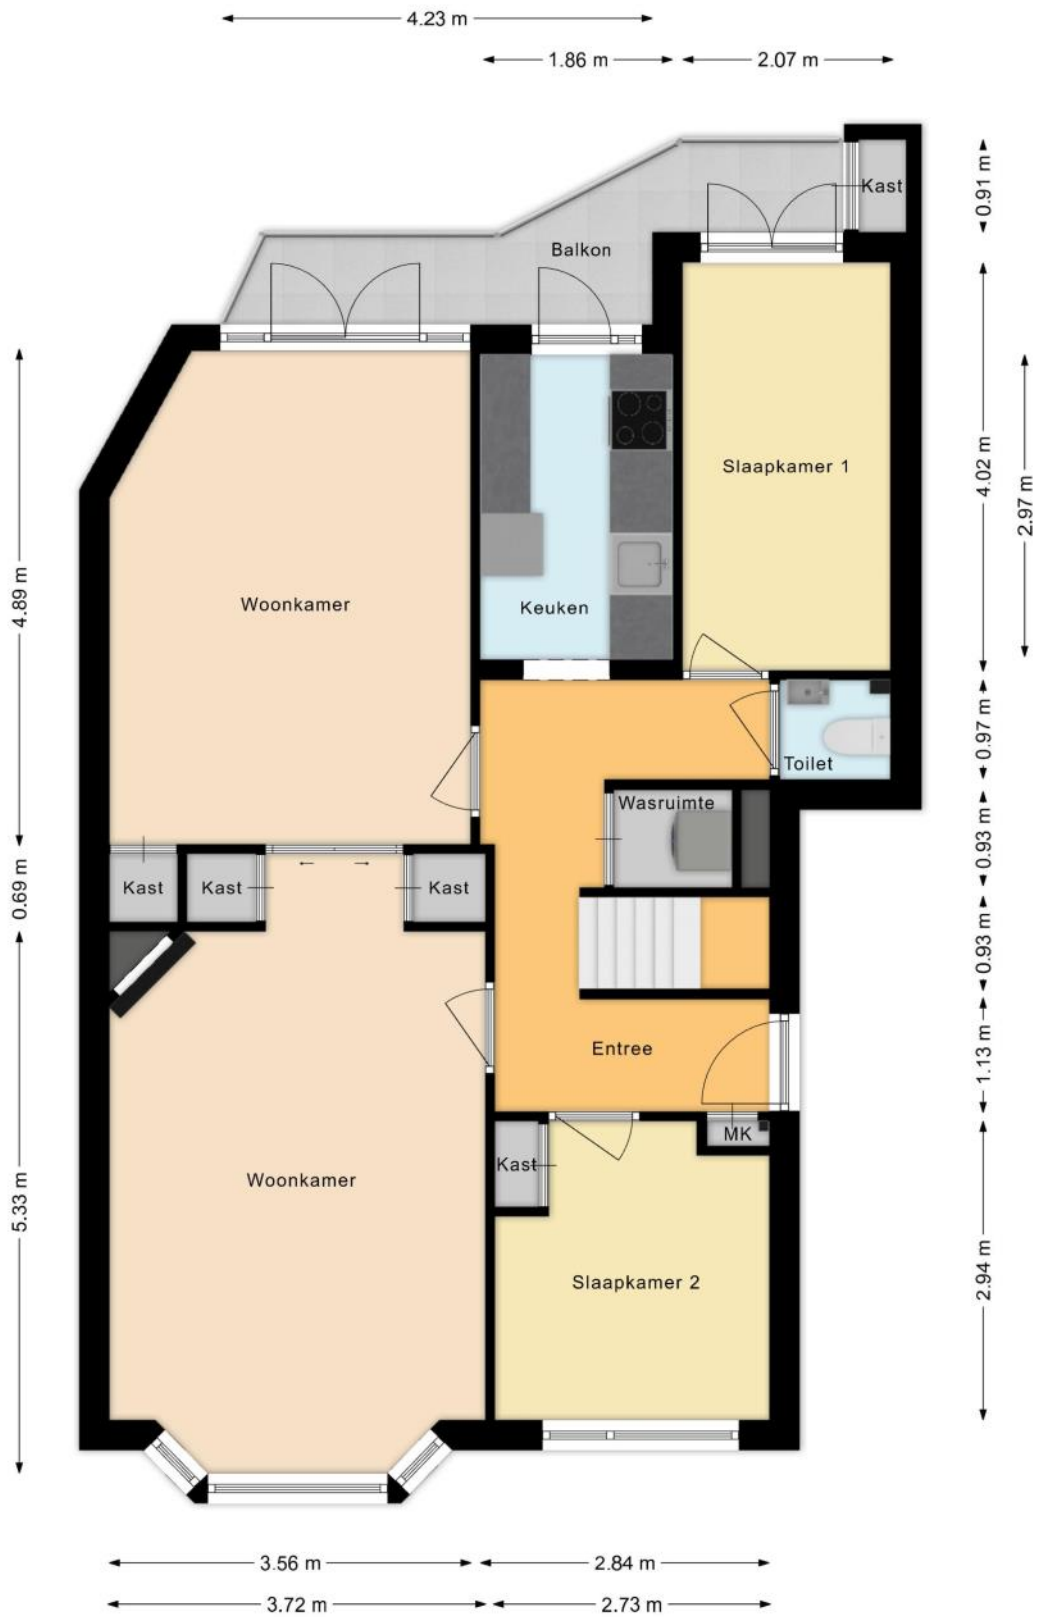 4.23 m
1.86 m
2.07 m
0.91 m
Kast
Balkon
4.02 m
2.97 m
Slaapkamer 1
4.89 m
Woonkamer
Keuken
0.97 m
Toilet
Wasruimte
0.93 m
0.69 m
Kast
Kast
Kast
0.93 m
Entree
1.13 m
MK
Kast
5.33 m
Woonkamer
2.94 m
Slaapkamer 2
3.56 m
2.84 m
3.72 m
2.73 m